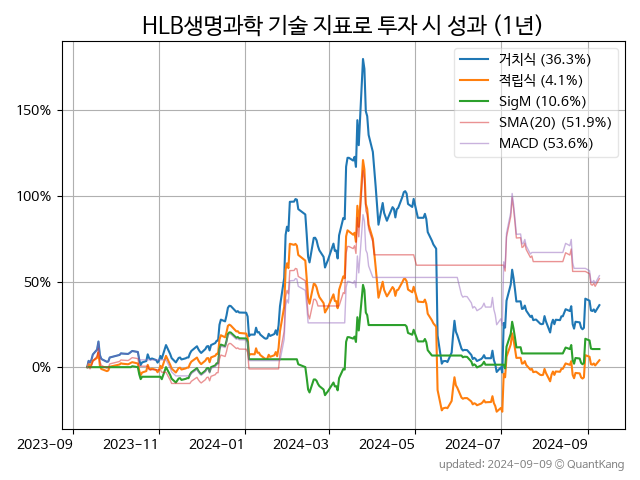 HLB생명과학 기술 지표로 투자 시 성과 (1년)
거치식 (36.3%)
적립식 (4.1%)
SigM (10.6%)
SMA(20) (51.9%)
MACD (53.6%)
150%
100%
50%
0%
2023-09 2023-11 2024-01 2024-03 2024-05 2024-07 2024-09
updated: 2024-09-09 © QuantKang